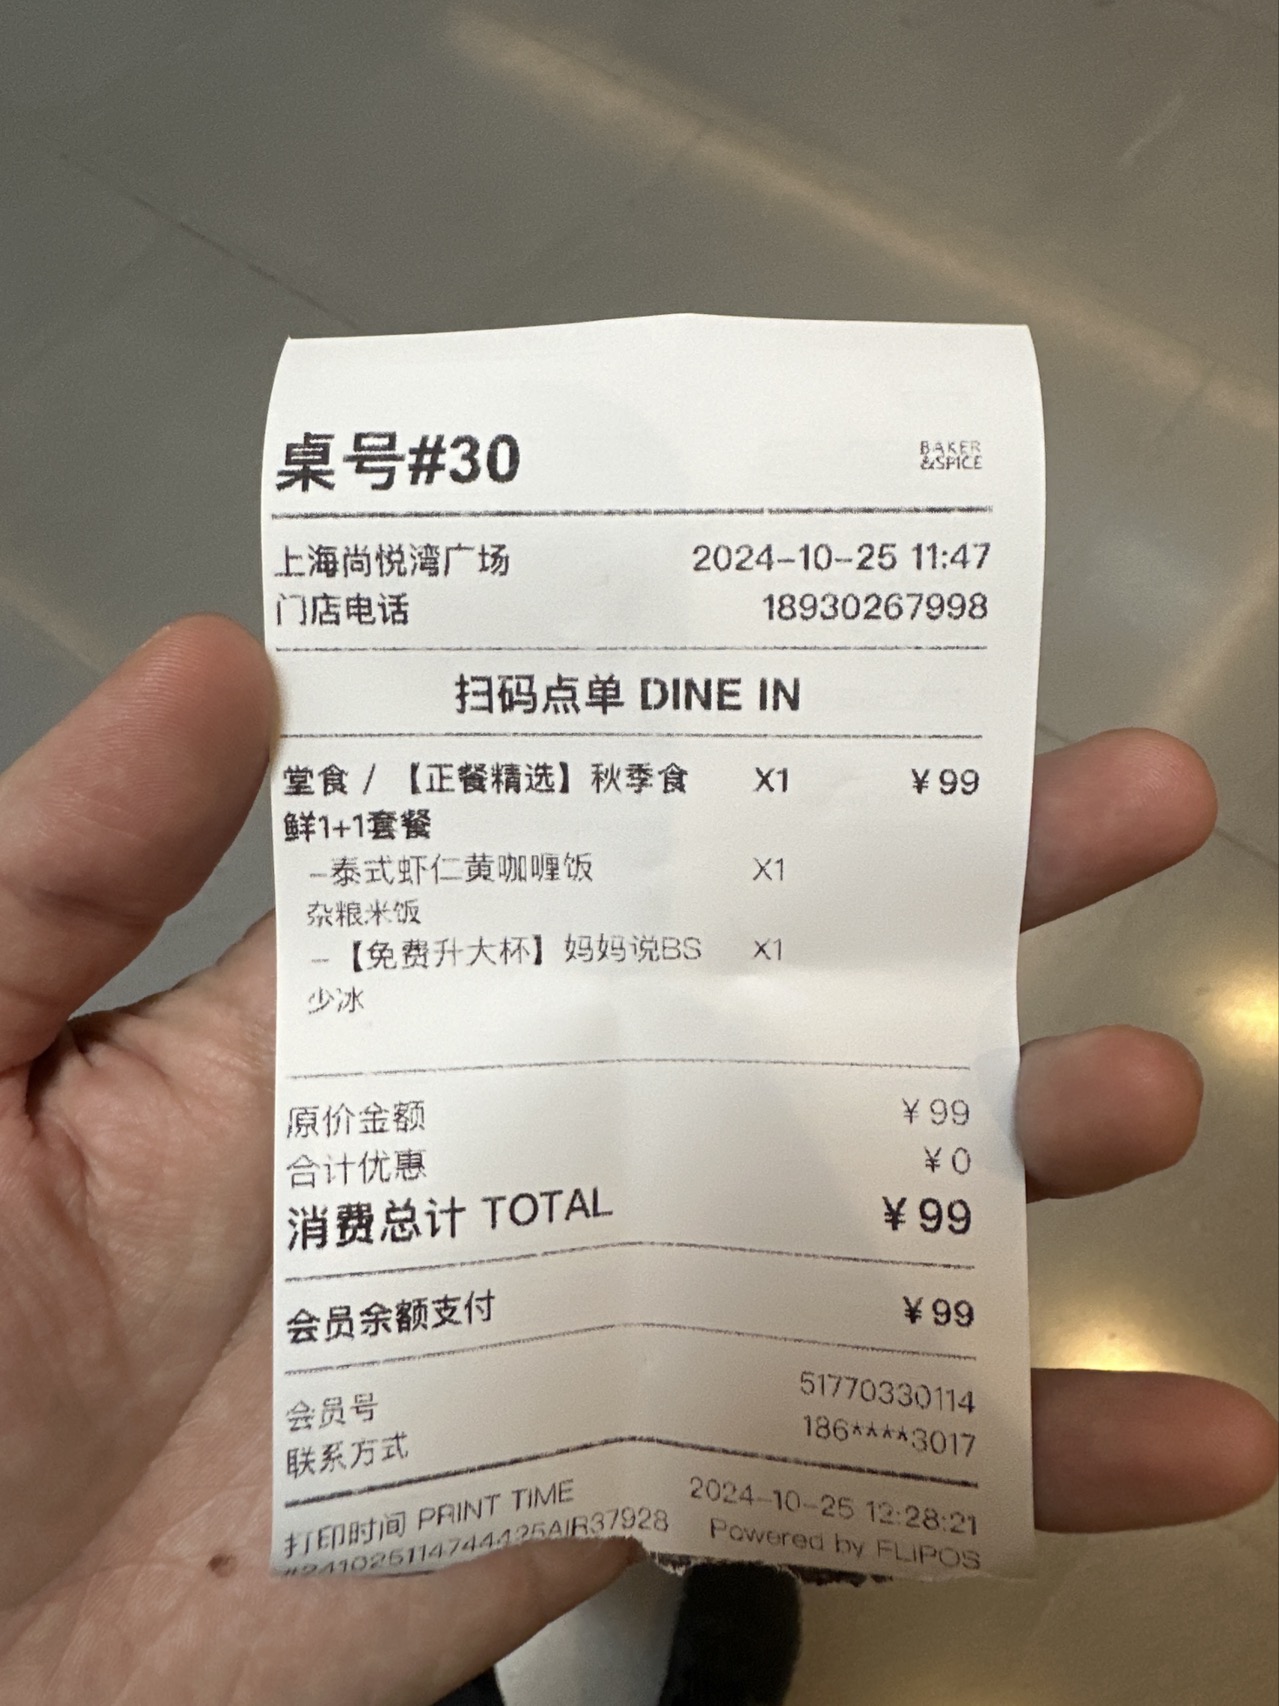 桌号#30
BAKER
&SPICE
上海尚悦湾广场 2024-10-25 11:47
门店电话 18930267998
扫码点单 DINE IN
堂食 / 【正餐精选】秋季食 X1 ¥99
鲜1+1套餐
-泰式虾仁黄咖喱饭 X1
杂粮米饭
-【免费升大杯】妈妈说BS X1
少冰
原价金额 ¥99
合计优惠 ¥0
消费总计 TOTAL ¥99
会员余额支付 ¥99
会员号 51770330114
联系方式 186****3017
打印时间 PRINT TIME 2024-10-25 12:28:21
#241025114744425AIR37928 Powered by FLIPOS